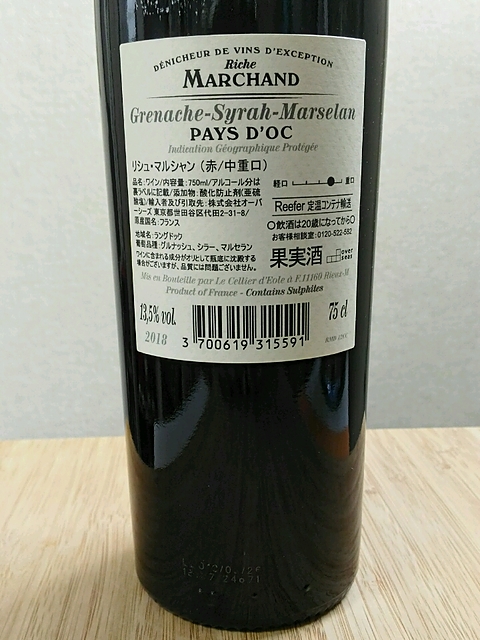 DÉNICHEUR DE VINS D'EXCEPTION
Riche
MARCHAND
Grenache-Syrah-Marselan
PAYS D'OC
Indication Géographique Protégée
リシュ・マルシャン（赤/中重口）
品名:ワイン/内容量:750ml/アルコール分は
裏ラベルに記載/添加物:酸化防止剤(亜硫
酸塩)/輸入者及び引取先:株式会社オーバ
ーシーズ 東京都世田谷区代田2-31-8/
原産国名:フランス
地域名:ラングドック
葡萄品種:グルナッシュ、シラー、マルセラン
ワインに含まれる成分がオリとして瓶底に沈殿する
場合がございますが、品質には問題ございません。
軽口 重口
Reefer 定温コンテナ輸送
○飲酒は20歳になってから○
お客様相談室:0120-522-582
果実酒 over seas
Mis en Bouteille par Le Cellier d'Eole à F.11160 Rieux-M.
Product of France - Contains Sulphites
13,5% vol.
2018
3 700619 315591
75 cl